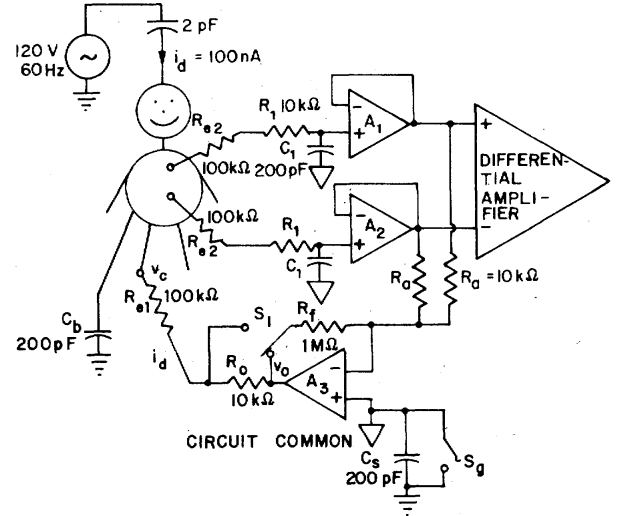 2 pF
120 V
60 Hz
~
i_d = 100nA
R_e2
R_1 10kΩ
100kΩ
C_1
200pF
A_1
-
+
DIFFEREN-
TIAL
AMPLI-
FIER
+
-
100kΩ
R_e2
R_1
C_1
A_2
-
+
R_a
R_a = 10kΩ
v_c
R_e1 100kΩ
C_b
200pF
i_d
S_1
R_f
1MΩ
R_o
10kΩ
v_o
A_3
-
+
CIRCUIT COMMON
C_s
200pF
S_g